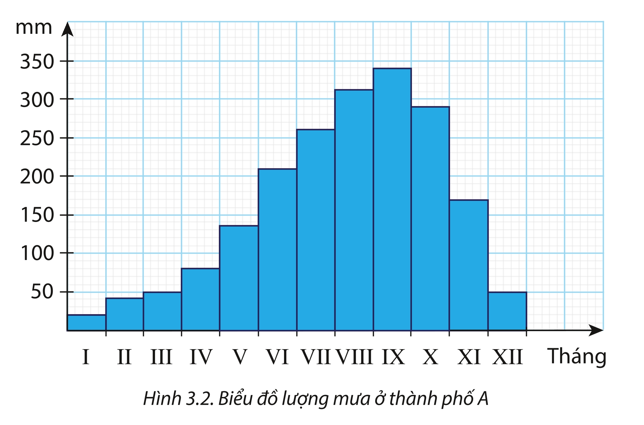 mm
350
300
250
200
150
100
50
I II III IV V VI VII VIII IX X XI XII Tháng
Hình 3.2. Biểu đồ lượng mưa ở thành phố A